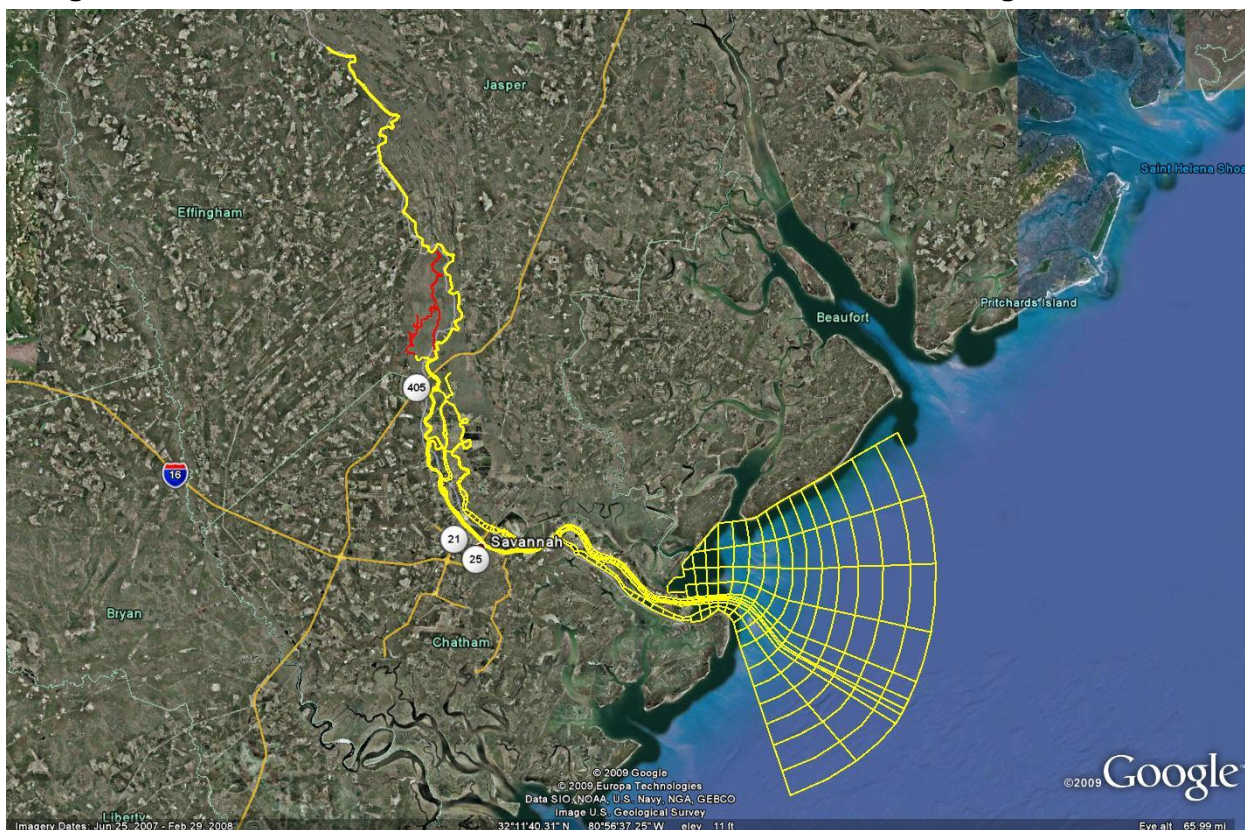 Jasper
Saint Helena Shoa
Effingham
Pritchards Island
Beaufort
405
16
21
Savannah
25
Bryan
Chatham
© 2009 Google
© 2009 Europa Technologies
Data SIO, NOAA, U.S. Navy, NGA, GEBCO
Image U.S. Geological Survey
©2009 Google
Liberty
Imagery Dates: Jun 25, 2007 - Feb 29, 2008
32°11'40.31" N 80°56'37.25" W elev 11 ft
Eye alt 65.99 mi